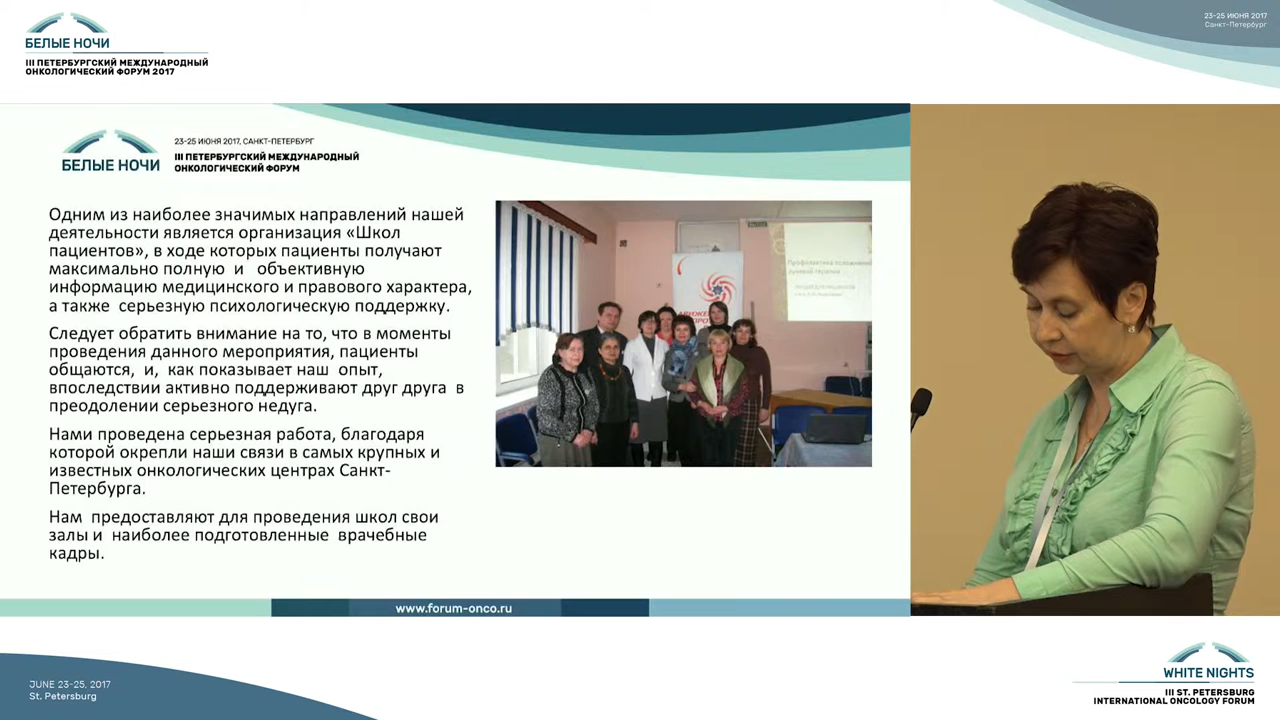 БЕЛЫЕ НОЧИ
III ПЕТЕРБУРГСКИЙ МЕЖДУНАРОДНЫЙ
ОНКОЛОГИЧЕСКИЙ ФОРУМ 2017
23-25 ИЮНЯ 2017
Санкт-Петербург
БЕЛЫЕ НОЧИ
23-25 ИЮНЯ 2017, САНКТ-ПЕТЕРБУРГ
III ПЕТЕРБУРГСКИЙ МЕЖДУНАРОДНЫЙ
ОНКОЛОГИЧЕСКИЙ ФОРУМ
Одним из наиболее значимых направлений нашей
деятельности является организация «Школ
пациентов», в ходе которых пациенты получают
максимально полную и объективную
информацию медицинского и правового характера,
а также серьезную психологическую поддержку.
Следует обратить внимание на то, что в моменты
проведения данного мероприятия, пациенты
общаются, и, как показывает наш опыт,
впоследствии активно поддерживают друг друга в
преодолении серьезного недуга.
Нами проведена серьезная работа, благодаря
которой окрепли наши связи в самых крупных и
известных онкологических центрах Санкт-
Петербурга.
Нам предоставляют для проведения школ свои
залы и наиболее подготовленные врачебные
кадры.
Профилактика осложнений
лучевой терапии
www.forum-onco.ru
JUNE 23-25, 2017
St. Petersburg
WHITE NIGHTS
III ST. PETERSBURG
INTERNATIONAL ONCOLOGY FORUM